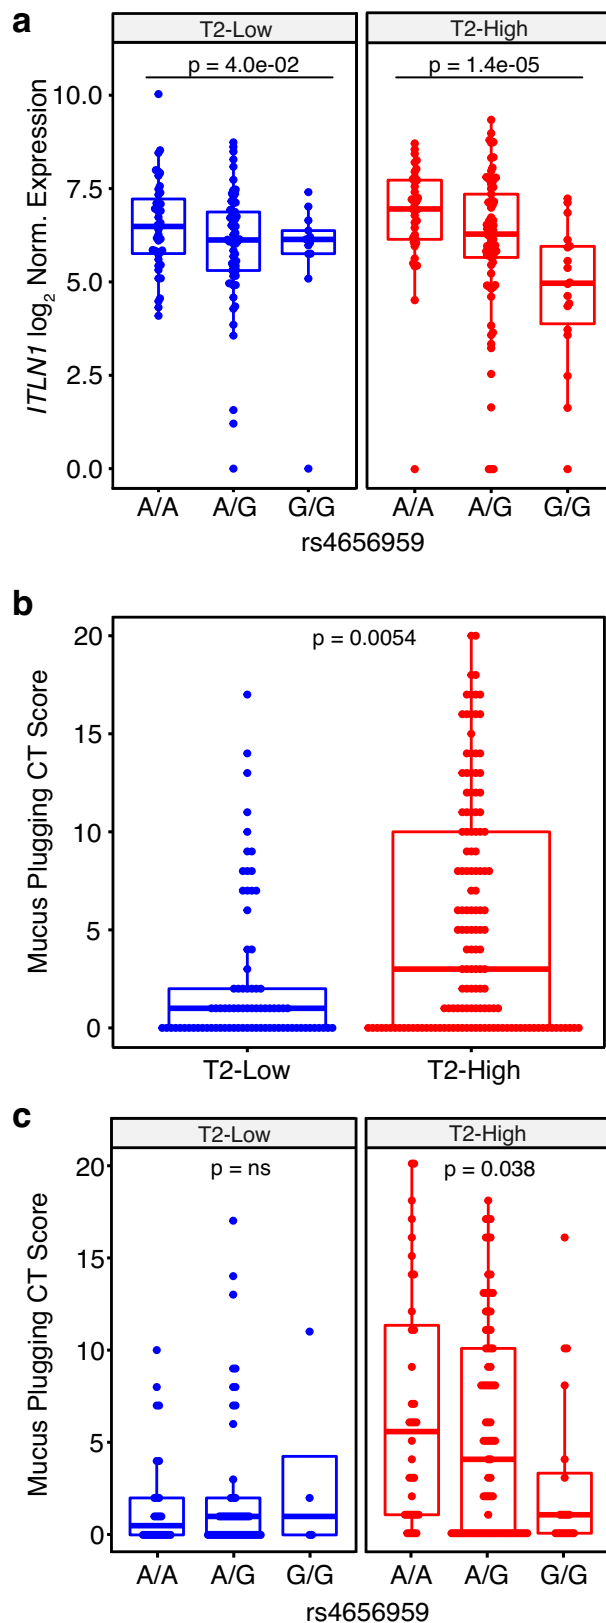 a
T2-Low
T2-High
p = 4.0e-02
p = 1.4e-05
ITLN1 log2 Norm. Expression
10.0
7.5
5.0
2.5
0.0
A/A
A/G
G/G
A/A
A/G
G/G
rs4656959
b
p = 0.0054
Mucus Plugging CT Score
20
15
10
5
0
T2-Low
T2-High
c
T2-Low
T2-High
p = ns
p = 0.038
Mucus Plugging CT Score
20
15
10
5
0
A/A
A/G
G/G
A/A
A/G
G/G
rs4656959